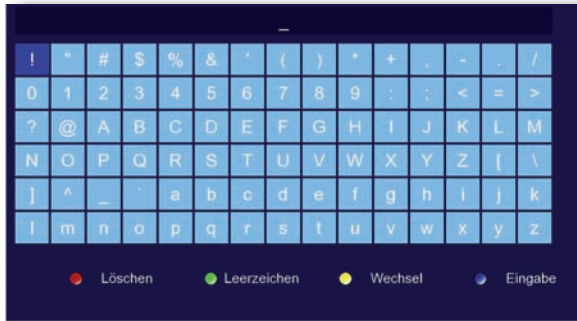 _
! " # $ % & ' ( ) * + , - . /
0 1 2 3 4 5 6 7 8 9 : ; < = >
? @ A B C D E F G H I J K L M
N O P Q R S T U V W X Y Z [ \
] ^ _ ` a b c d e f g h i j k
l m n o p q r s t u v w x y z
Löschen Leerzeichen Wechsel Eingabe